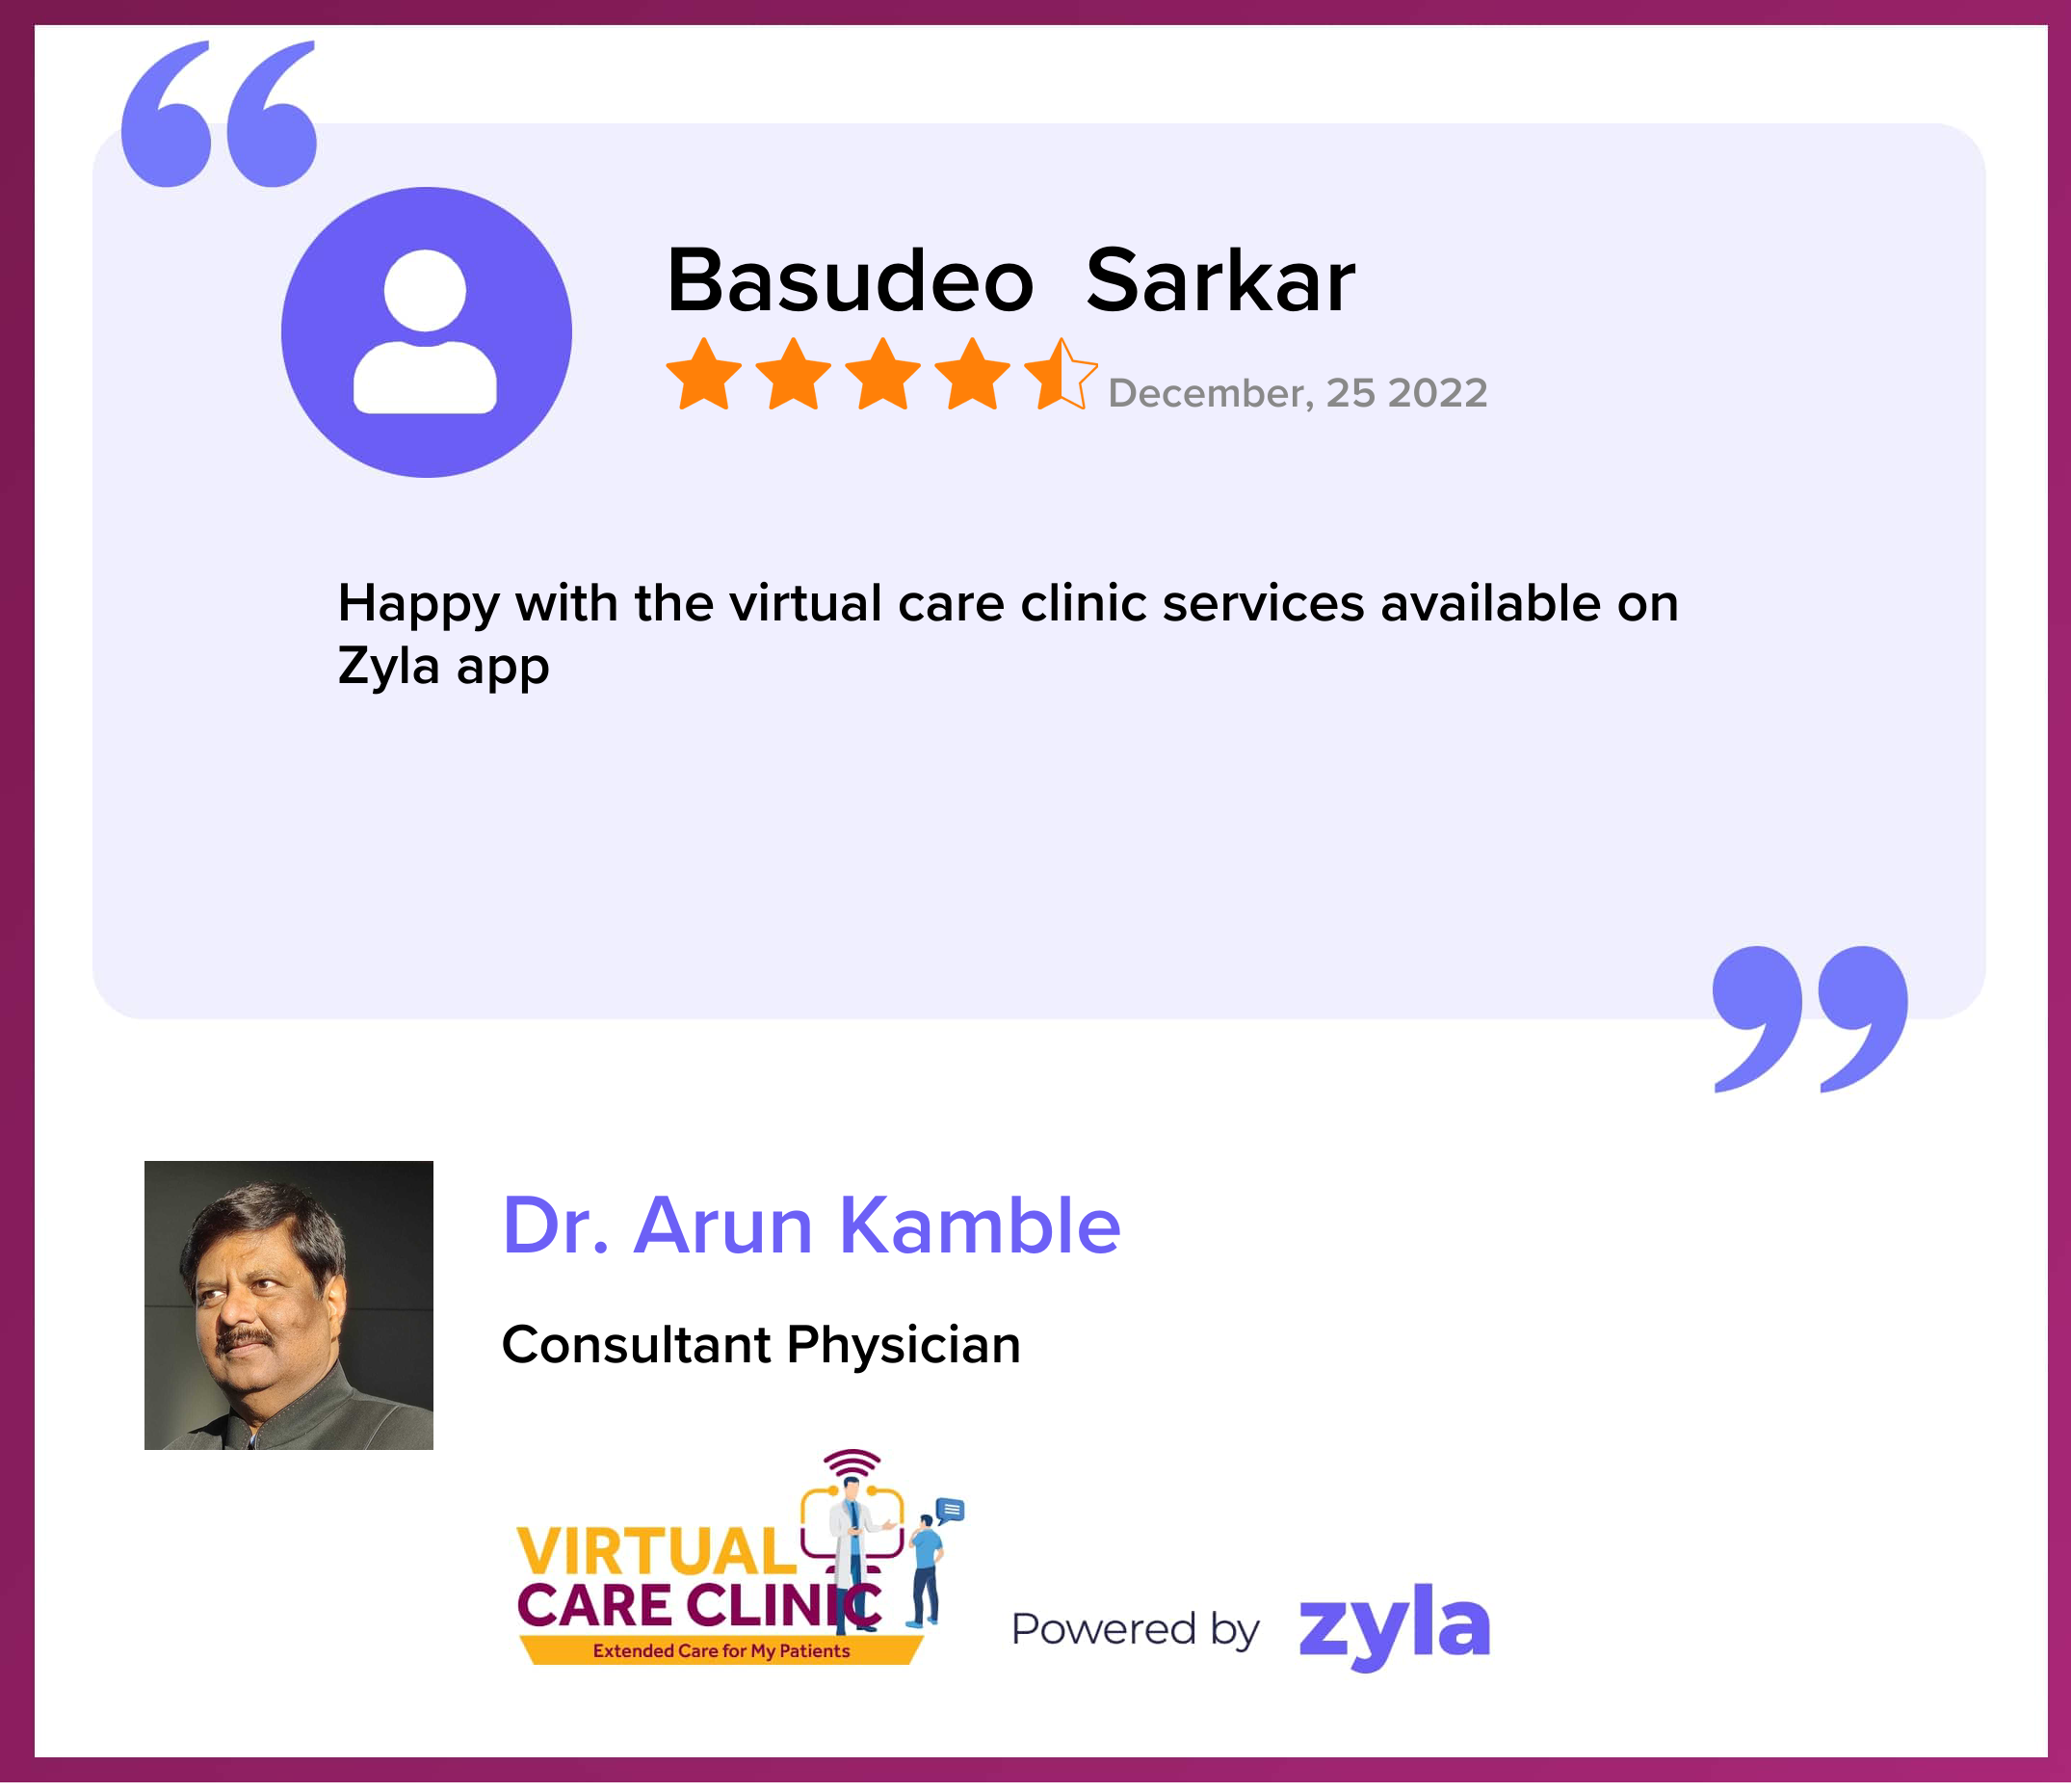 Basudeo Sarkar
December, 25 2022
Happy with the virtual care clinic services available on
Zyla app
Dr. Arun Kamble
Consultant Physician
VIRTUAL
CARE CLINIC
Extended Care for My Patients
Powered by zyla